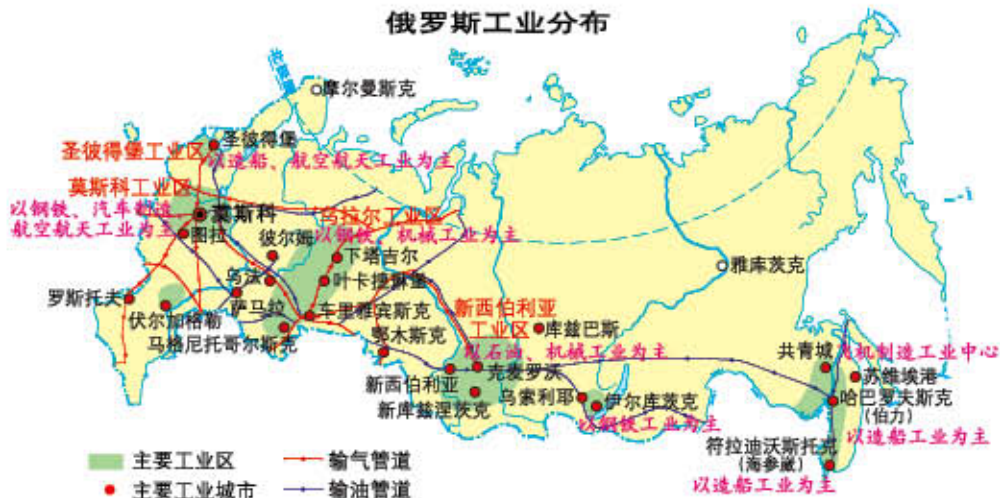 俄罗斯工业分布
摩尔曼斯克
圣彼得堡
圣彼得堡工业区
以造船、航空航天工业为主
莫斯科工业区
以钢铁、汽车制造
航空航天工业为主
莫斯科
图拉
乌拉尔工业区
以钢铁、机械工业为主
彼尔姆
下塔吉尔
乌法
叶卡捷琳堡
罗斯托夫
伏尔加格勒
萨马拉
车里雅宾斯克
马格尼托哥尔斯克
鄂木斯克
新西伯利亚
工业区
库兹巴斯
以石油、机械工业为主
雅库茨克
克麦罗沃
新西伯利亚
新库兹涅茨克
乌索利耶
伊尔库茨克
以钢铁工业为主
共青城
飞机制造工业中心
苏维埃港
哈巴罗夫斯克
(伯力)
以造船工业为主
符拉迪沃斯托克
(海参崴)
以造船工业为主
主要工业区
输气管道
主要工业城市
输油管道